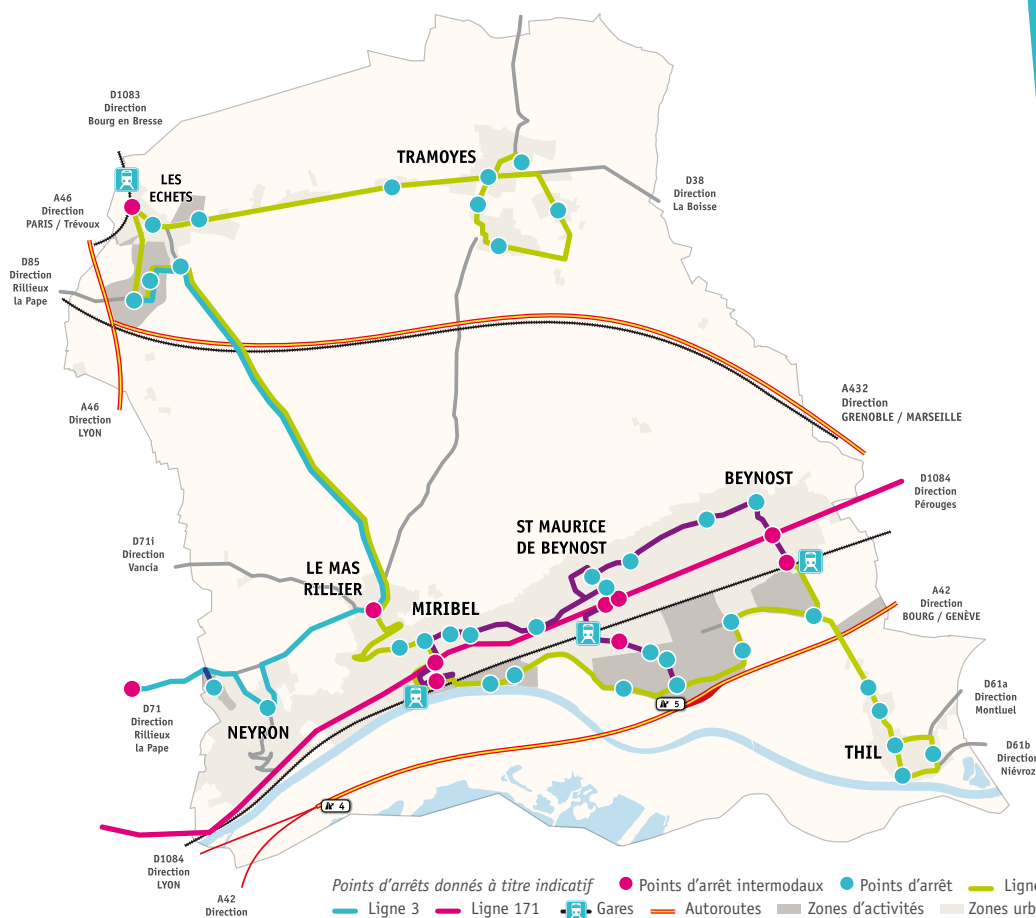 D1083
Direction
Bourg en Bresse
TRAMOYES
LES
ECHETS
D38
Direction
La Boisse
A46
Direction
PARIS / Trévoux
D85
Direction
Rillieux
la Pape
A46
Direction
LYON
A432
Direction
GRENOBLE / MARSEILLE
BEYNOST
D1084
Direction
Pérouges
ST MAURICE
DE BEYNOST
D71i
Direction
Vancia
LE MAS
RILLIER
MIRIBEL
A42
Direction
BOURG / GENÈVE
D71
Direction
Rillieux
la Pape
NEYRON
5
D61a
Direction
Montluel
THIL
D61b
Direction
Niévroz
4
D1084
Direction
LYON
A42
Direction
Points d'arrêts donnés à titre indicatif
Points d'arrêt intermodaux
Points d'arrêt
Ligne
Ligne 3
Ligne 171
Gares
Autoroutes
Zones d'activités
Zones urb